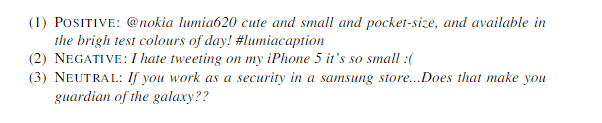 (1) POSITIVE: @nokia lumia620 cute and small and pocket-size, and available in
the brigh test colours of day! #lumiacaption
(2) NEGATIVE: I hate tweeting on my iPhone 5 it's so small :(
(3) NEUTRAL: If you work as a security in a samsung store...Does that make you
guardian of the galaxy??